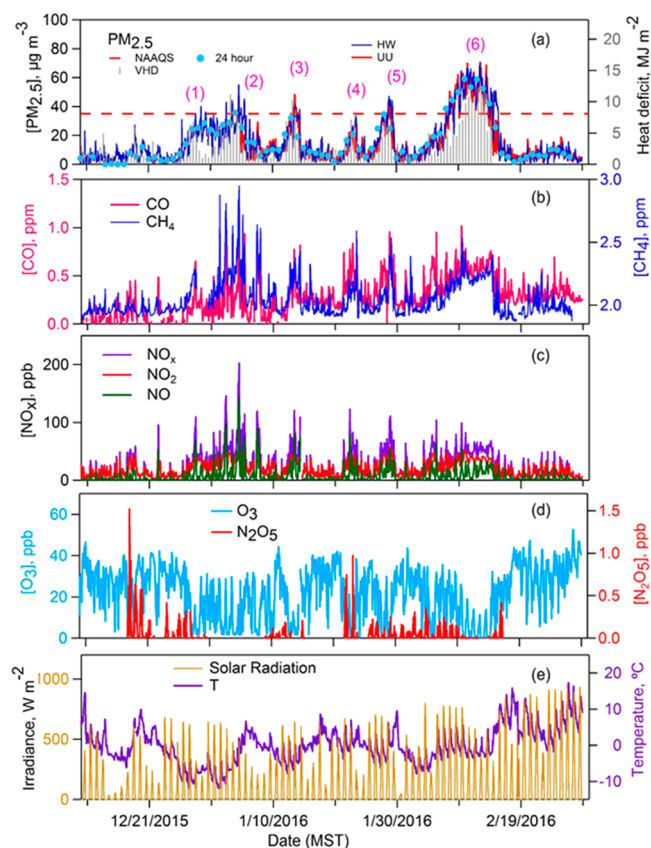 (a)
PM2.5
NAAQS
24 hour
VHD
HW
UU
(1)
(2)
(3)
(4)
(5)
(6)
[PM2.5], µg m-3
100
80
60
40
20
0
Heat deficit, MJ m-2
20
15
10
5
0
(b)
CO
CH4
[CO], ppm
1.5
1.0
0.5
0.0
[CH4], ppm
3.0
2.5
2.0
(c)
NOx
NO2
NO
[NOx], ppb
200
100
0
(d)
O3
N2O5
[O3], ppb
60
40
20
0
[N2O5], ppb
1.5
1.0
0.5
0.0
(e)
Solar Radiation
T
Irradiance, W m-2
1000
500
0
Temperature, ºC
20
10
0
-10
12/21/2015
1/10/2016
1/30/2016
2/19/2016
Date (MST)